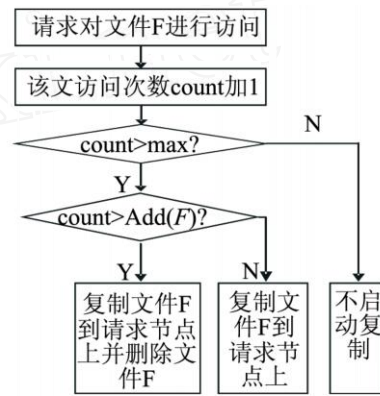 请求对文件F进行访问
该文访问次数count加1
count>max?
N
Y
count>Add(F)?
Y
N
复制文件F
到请求节点
上并删除文
件F
复制文
件F到
请求节
点上
不启
动复
制